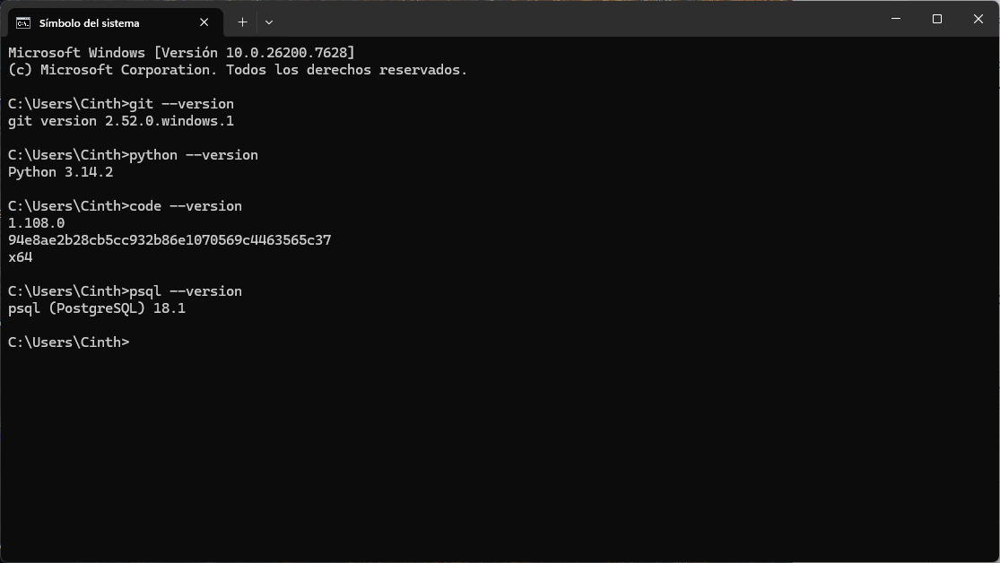 Símbolo del sistema
Microsoft Windows [Versión 10.0.26200.7628]
(c) Microsoft Corporation. Todos los derechos reservados.
C:\Users\Cinth>git --version
git version 2.52.0.windows.1
C:\Users\Cinth>python --version
Python 3.14.2
C:\Users\Cinth>code --version
1.108.0
94e8ae2b28cb5cc932b86e1070569c4463565c37
x64
C:\Users\Cinth>psql --version
psql (PostgreSQL) 18.1
C:\Users\Cinth>